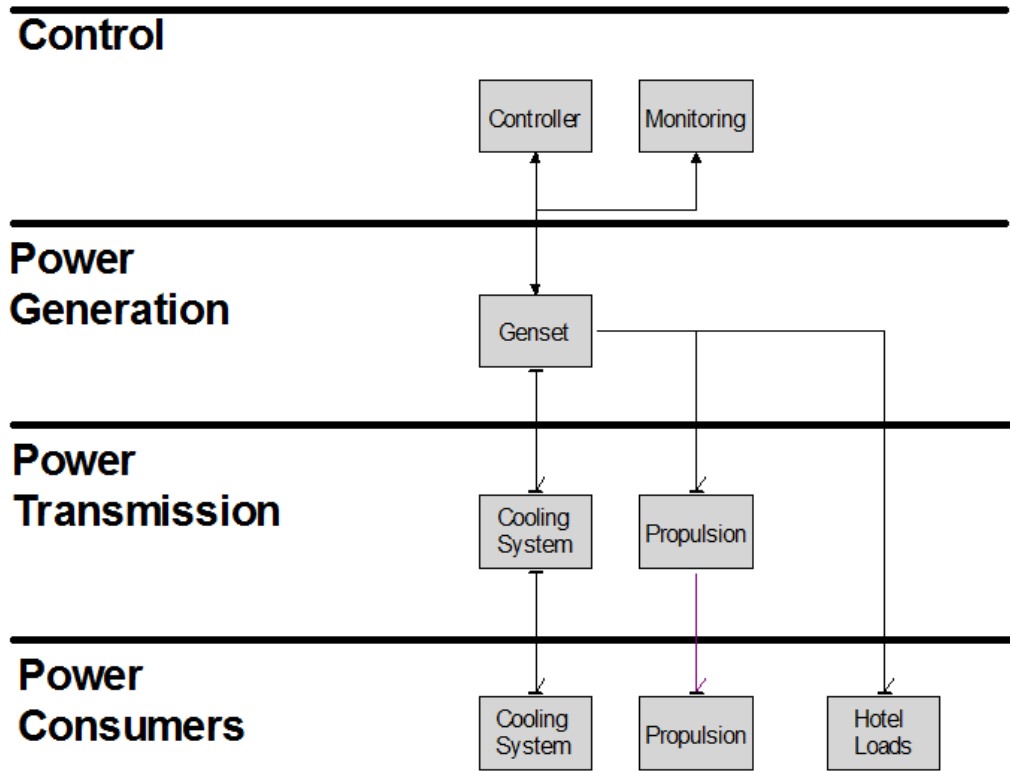 Control
Controller
Monitoring
Power
Generation
Genset
Power
Transmission
Cooling
System
Propulsion
Power
Consumers
Cooling
System
Propulsion
Hotel
Loads